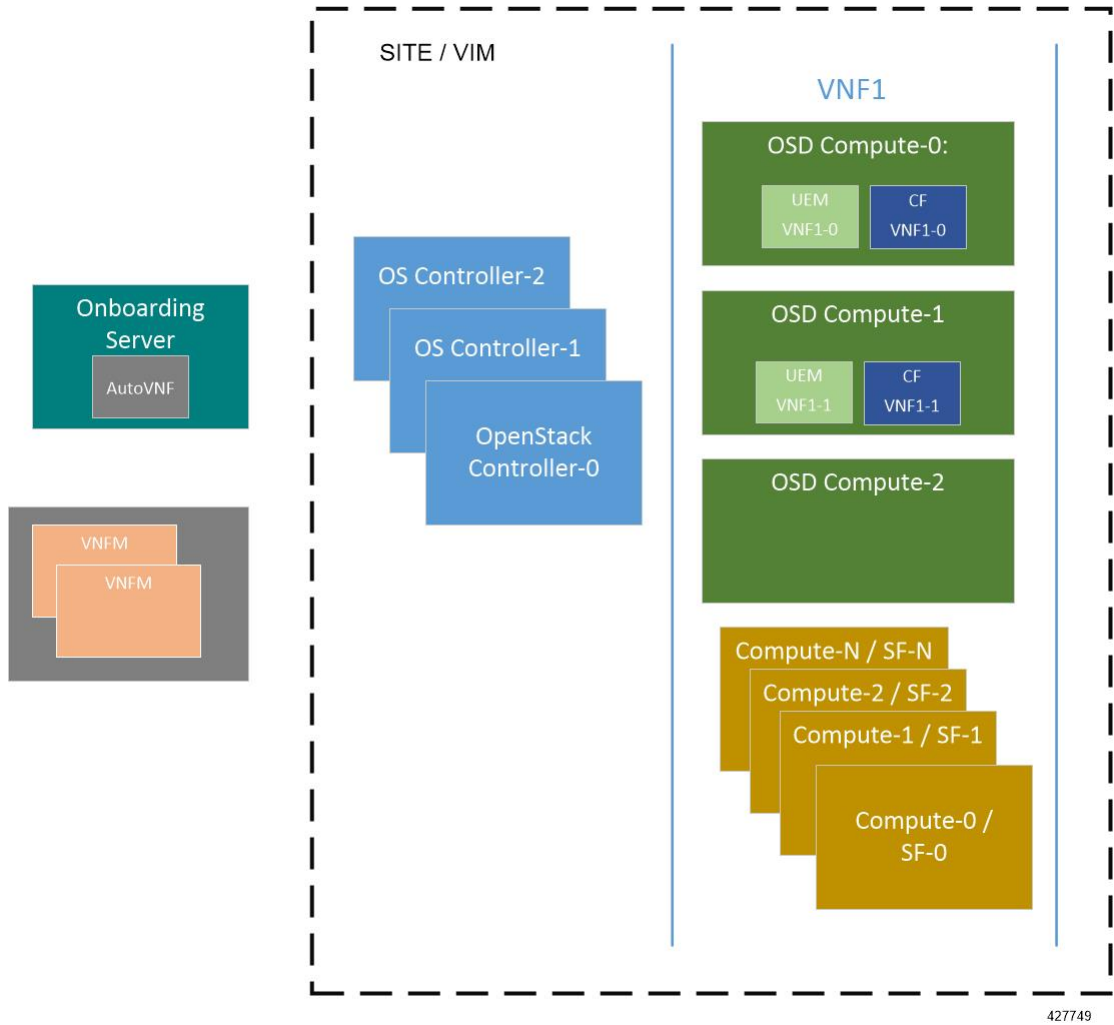 SITE / VIM
VNF1
OSD Compute-0:
UEM
VNF1-0
CF
VNF1-0
OS Controller-2
OS Controller-1
OpenStack
Controller-0
Onboarding
Server
AutoVNF
VNFM
VNFM
OSD Compute-1
UEM
VNF1-1
CF
VNF1-1
OSD Compute-2
Compute-N / SF-N
Compute-2 / SF-2
Compute-1 / SF-1
Compute-0 /
SF-0
427749